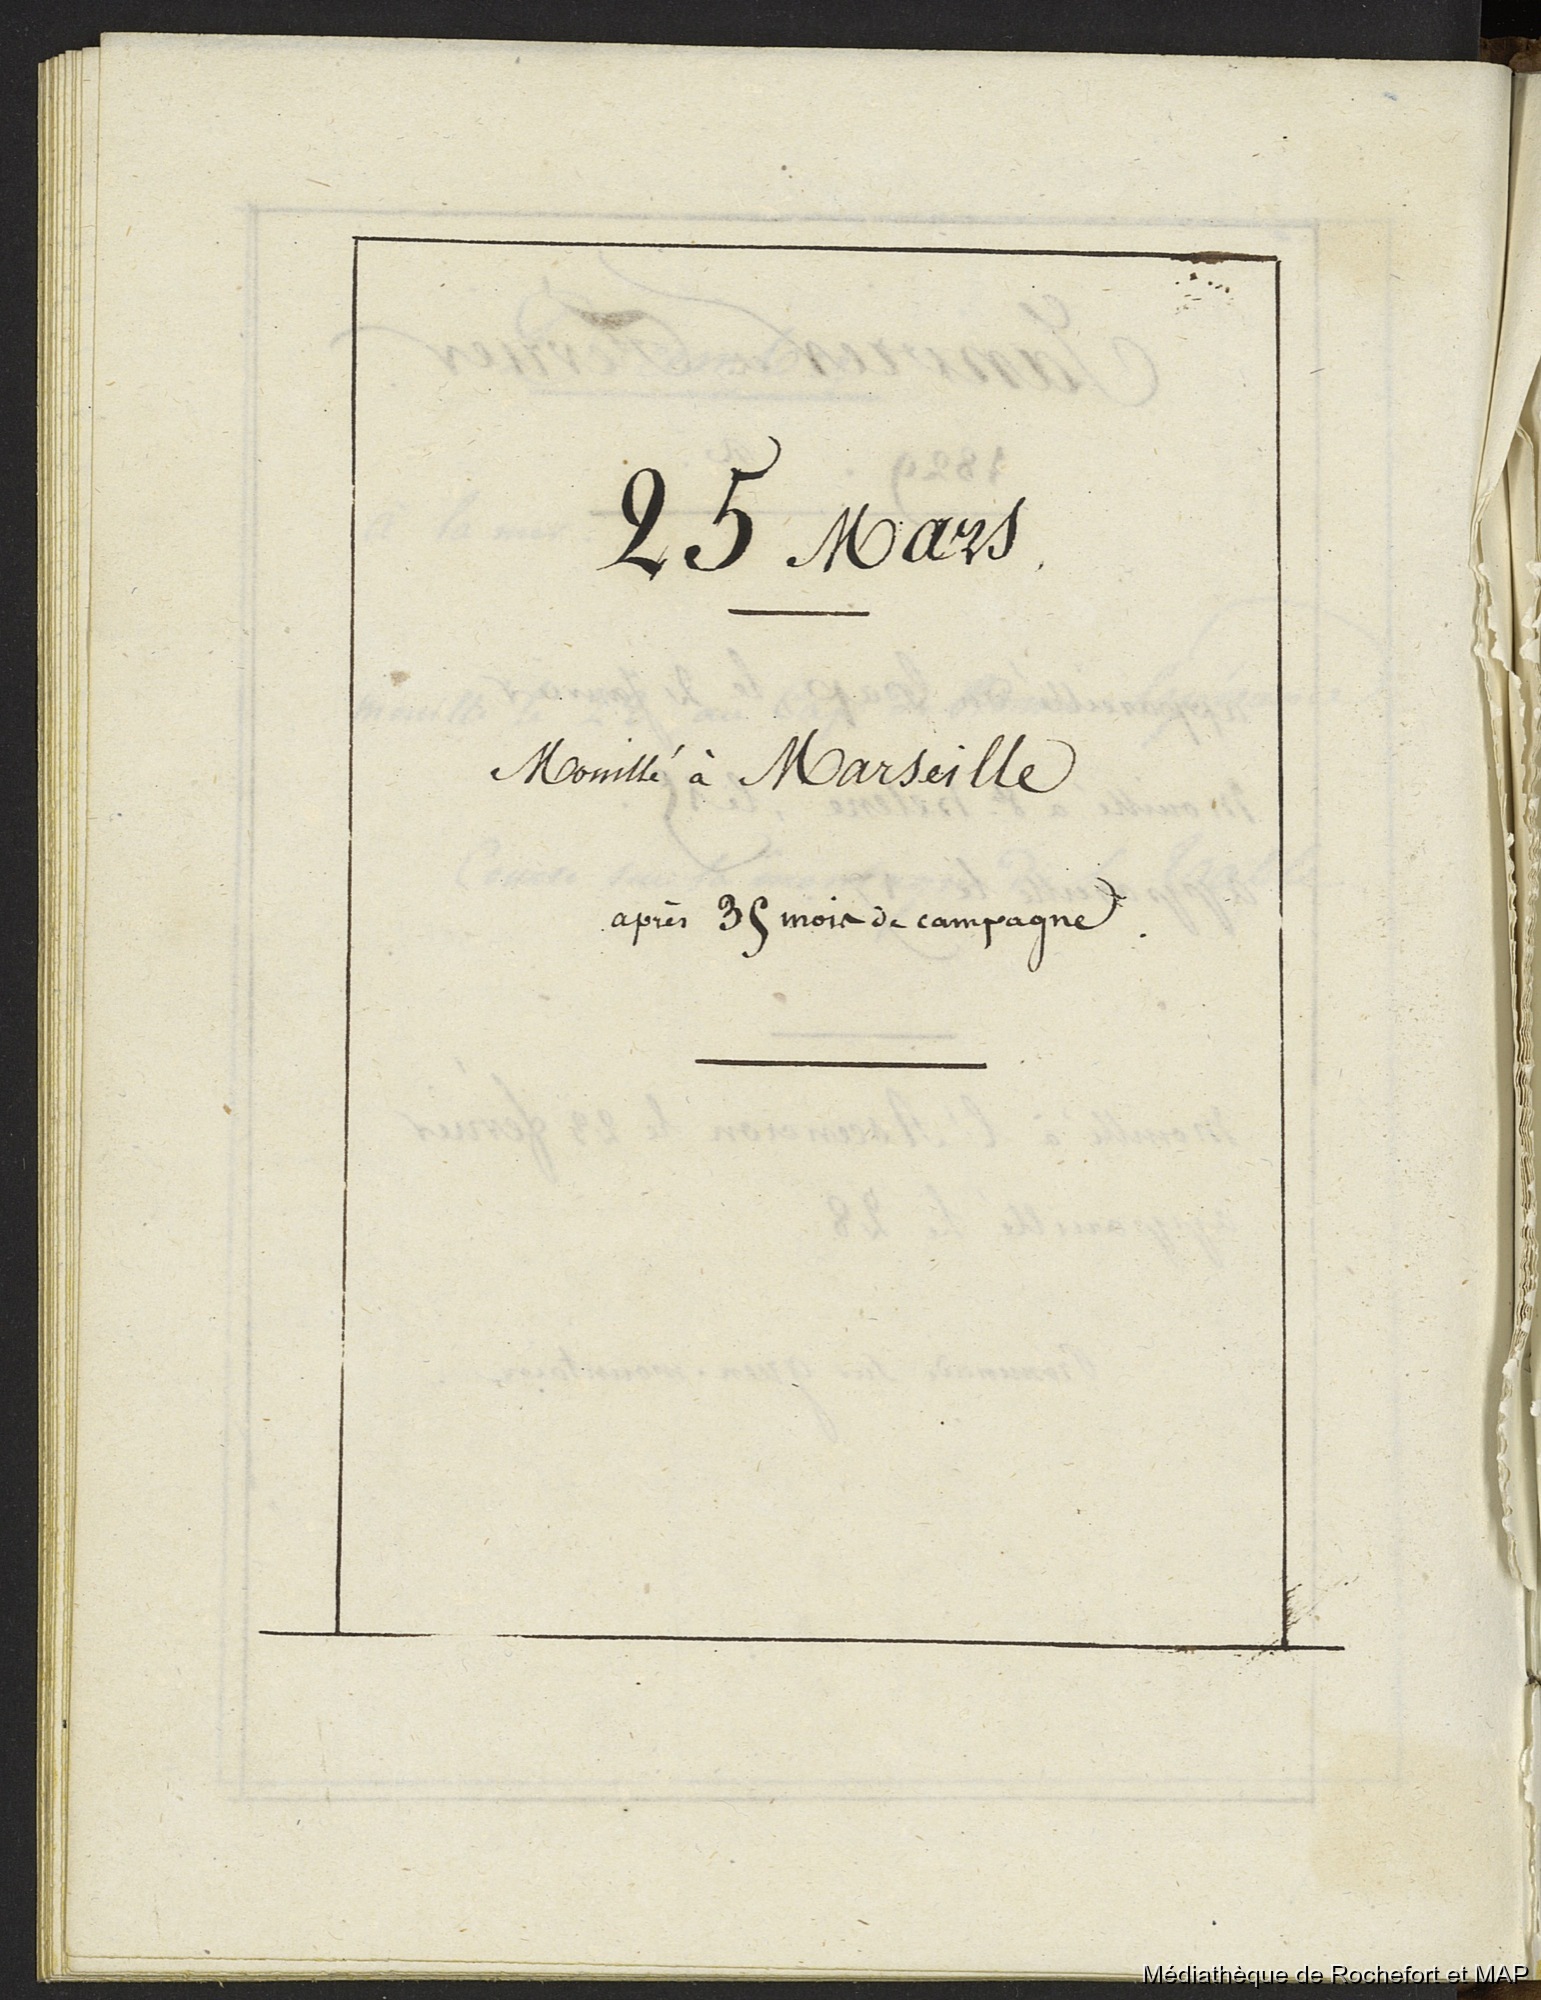 25 Mars.
Mouillé à Marseille
après 35 mois de campagne.
Médiathèque de Rochefort et MAP